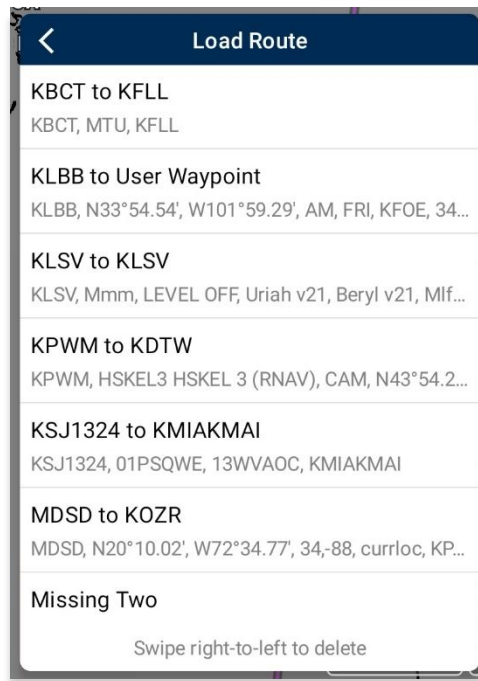 Load Route
KBCT to KFLL
KBCT, MTU, KFLL
KLBB to User Waypoint
KLBB, N33°54.54', W101°59.29', AM, FRI, KFOE, 34...
KLSV to KLSV
KLSV, Mmm, LEVEL OFF, Uriah v21, Beryl v21, Mlf...
KPWM to KDTW
KPWM, HSKEL3 HSKEL 3 (RNAV), CAM, N43°54.2...
KSJ1324 to KMIAKMAI
KSJ1324, 01PSQWE, 13WVAOC, KMIAKMAI
MDSD to KOZR
MDSD, N20°10.02', W72°34.77', 34,-88, currloc, KP...
Missing Two
Swipe right-to-left to delete